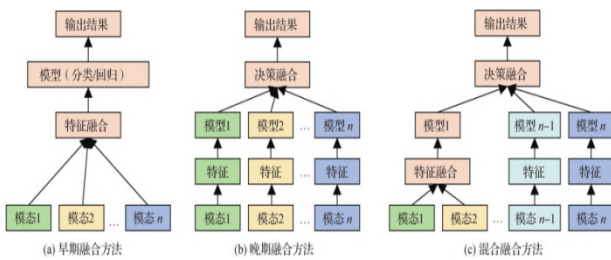 输出结果
模型（分类/回归）
特征融合
模态1 模态2 … 模态n
(a) 早期融合方法
输出结果
决策融合
模型1 模型2 … 模型n
特征 特征 … 特征
模态1 模态2 … 模态n
(b) 晚期融合方法
输出结果
决策融合
模型1 模型n-1 模型n
特征融合 特征 特征
模态1 模态2 … 模态n-1 模态n
(c) 混合融合方法